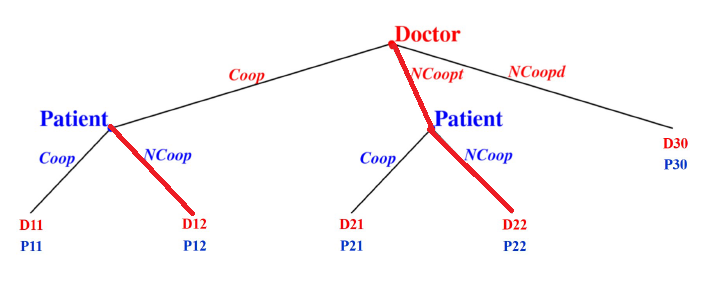 Doctor
Coop
NCoopt
NCoopd
Patient
Patient
Coop
NCoop
Coop
NCoop
D30
P30
D11
D12
D21
D22
P11
P12
P21
P22